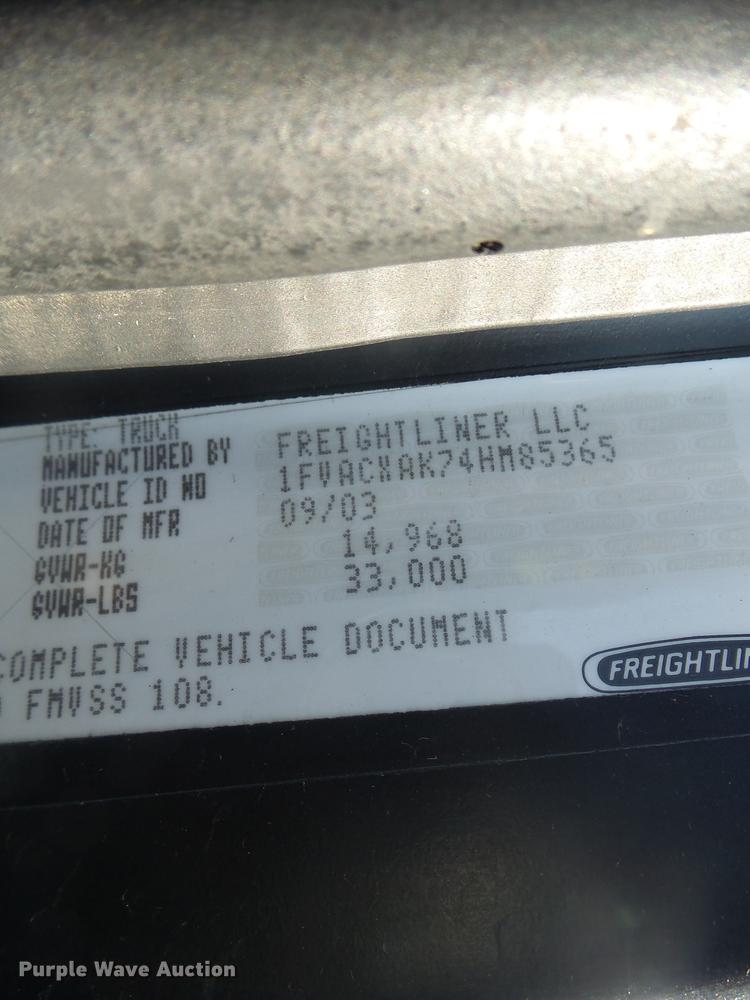 TYPE: TRUCK
MANUFACTURED BY FREIGHTLINER LLC
VEHICLE ID NO 1FVACXAK74HM85365
DATE OF MFR 09/03
GVWR-KG 14,968
GVWR-LBS 33,000
COMPLETE VEHICLE DOCUMENT
FMVSS 108.
FREIGHTLIN
Purple Wave Auction